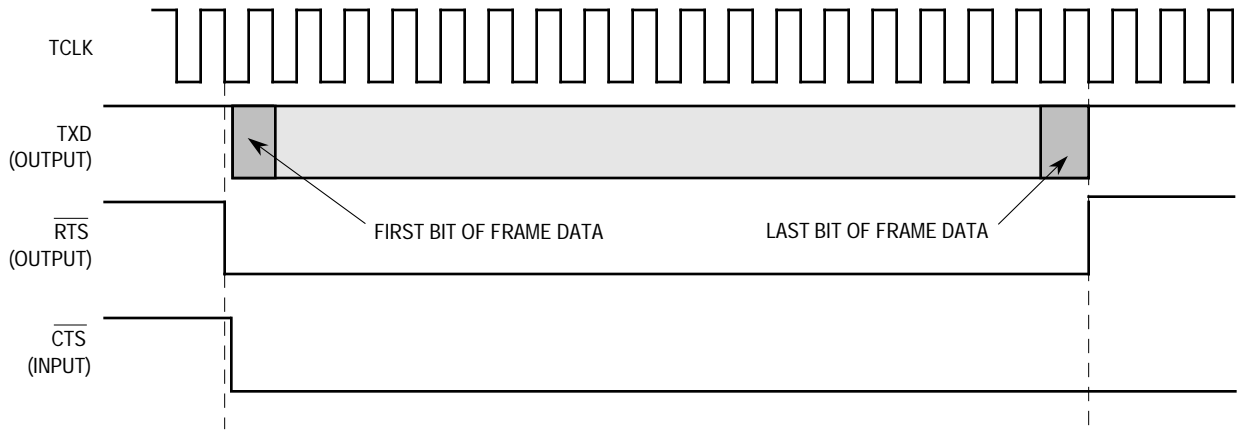 TCLK
TXD
(OUTPUT)
FIRST BIT OF FRAME DATA
LAST BIT OF FRAME DATA
RTS
(OUTPUT)
CTS
(INPUT)